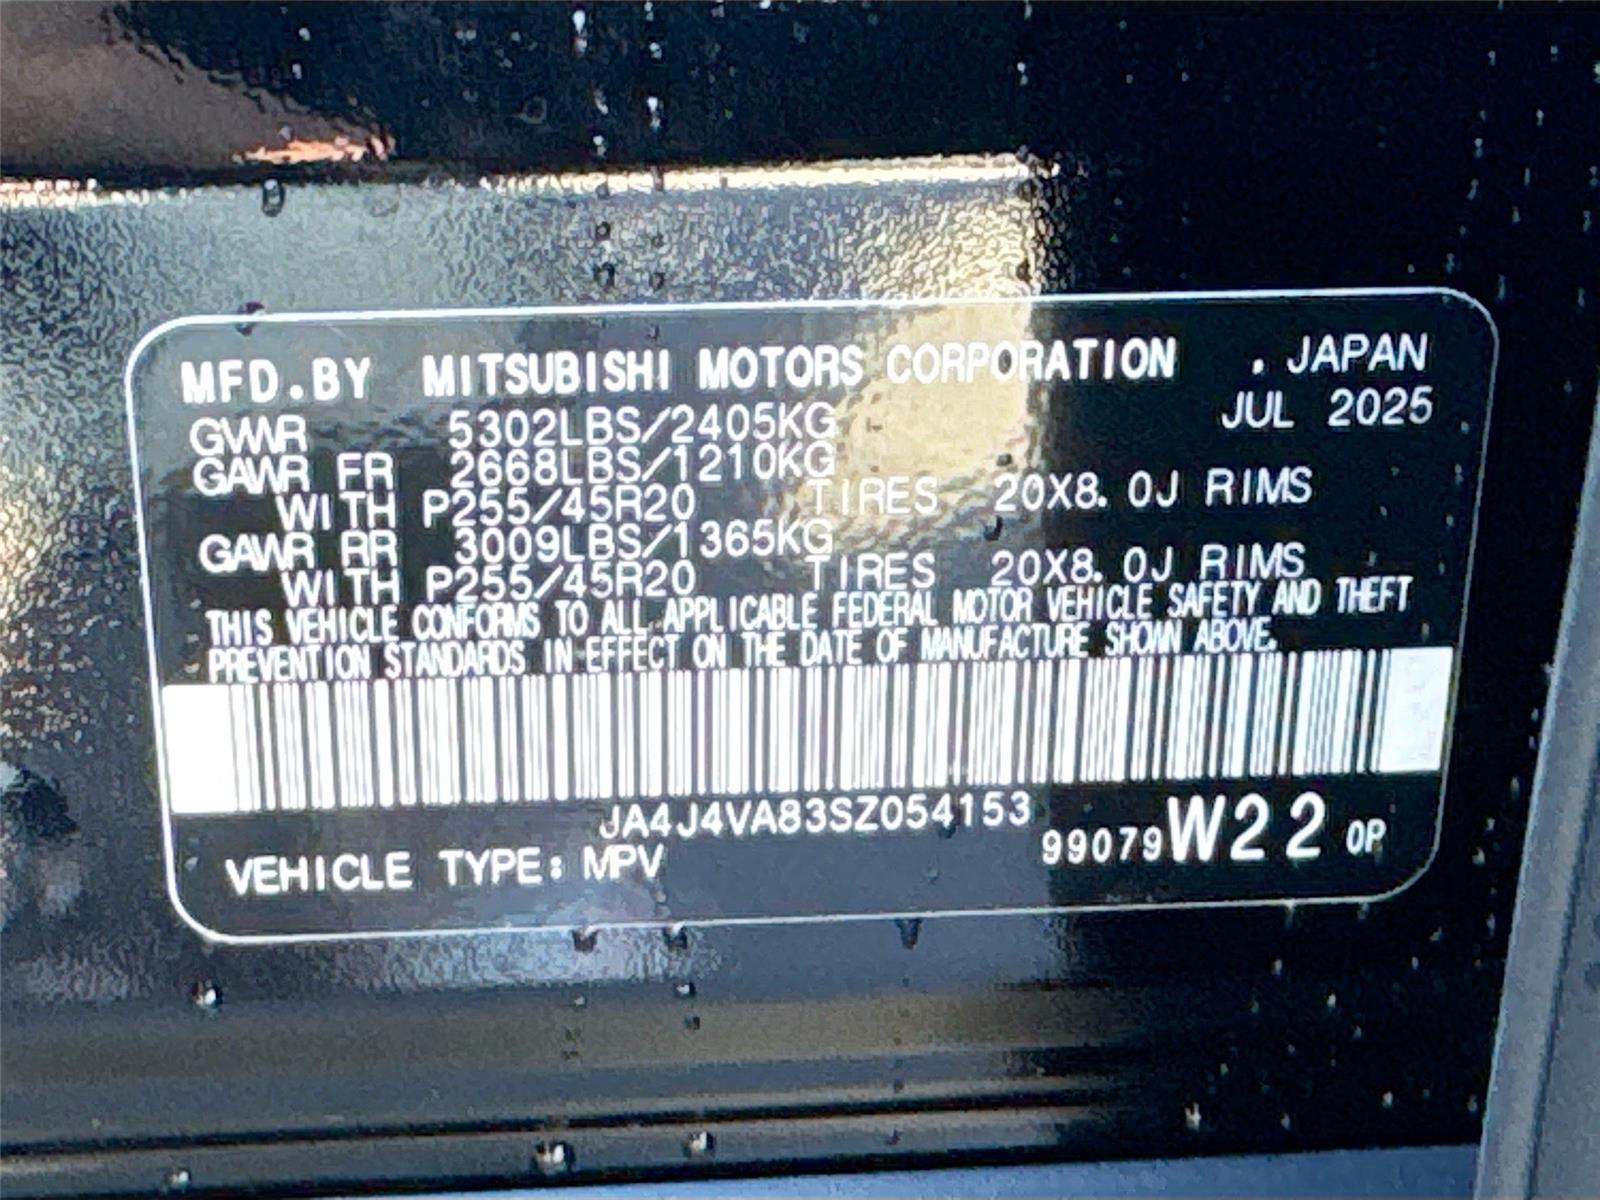 MFD.BY MITSUBISHI MOTORS CORPORATION . JAPAN
JUL 2025
GVWR 5302LBS/2405KG
GAWR FR 2668LBS/1210KG
WITH P255/45R20 TIRES 20X8.0J RIMS
GAWR RR 3009LBS/1365KG
WITH P255/45R20 TIRES 20X8.0J RIMS
THIS VEHICLE CONFORMS TO ALL APPLICABLE FEDERAL MOTOR VEHICLE SAFETY AND THEFT
PREVENTION STANDARDS IN EFFECT ON THE DATE OF MANUFACTURE SHOWN ABOVE.
JA4J4VA83SZ054153
VEHICLE TYPE: MPV 99079 W22 0P